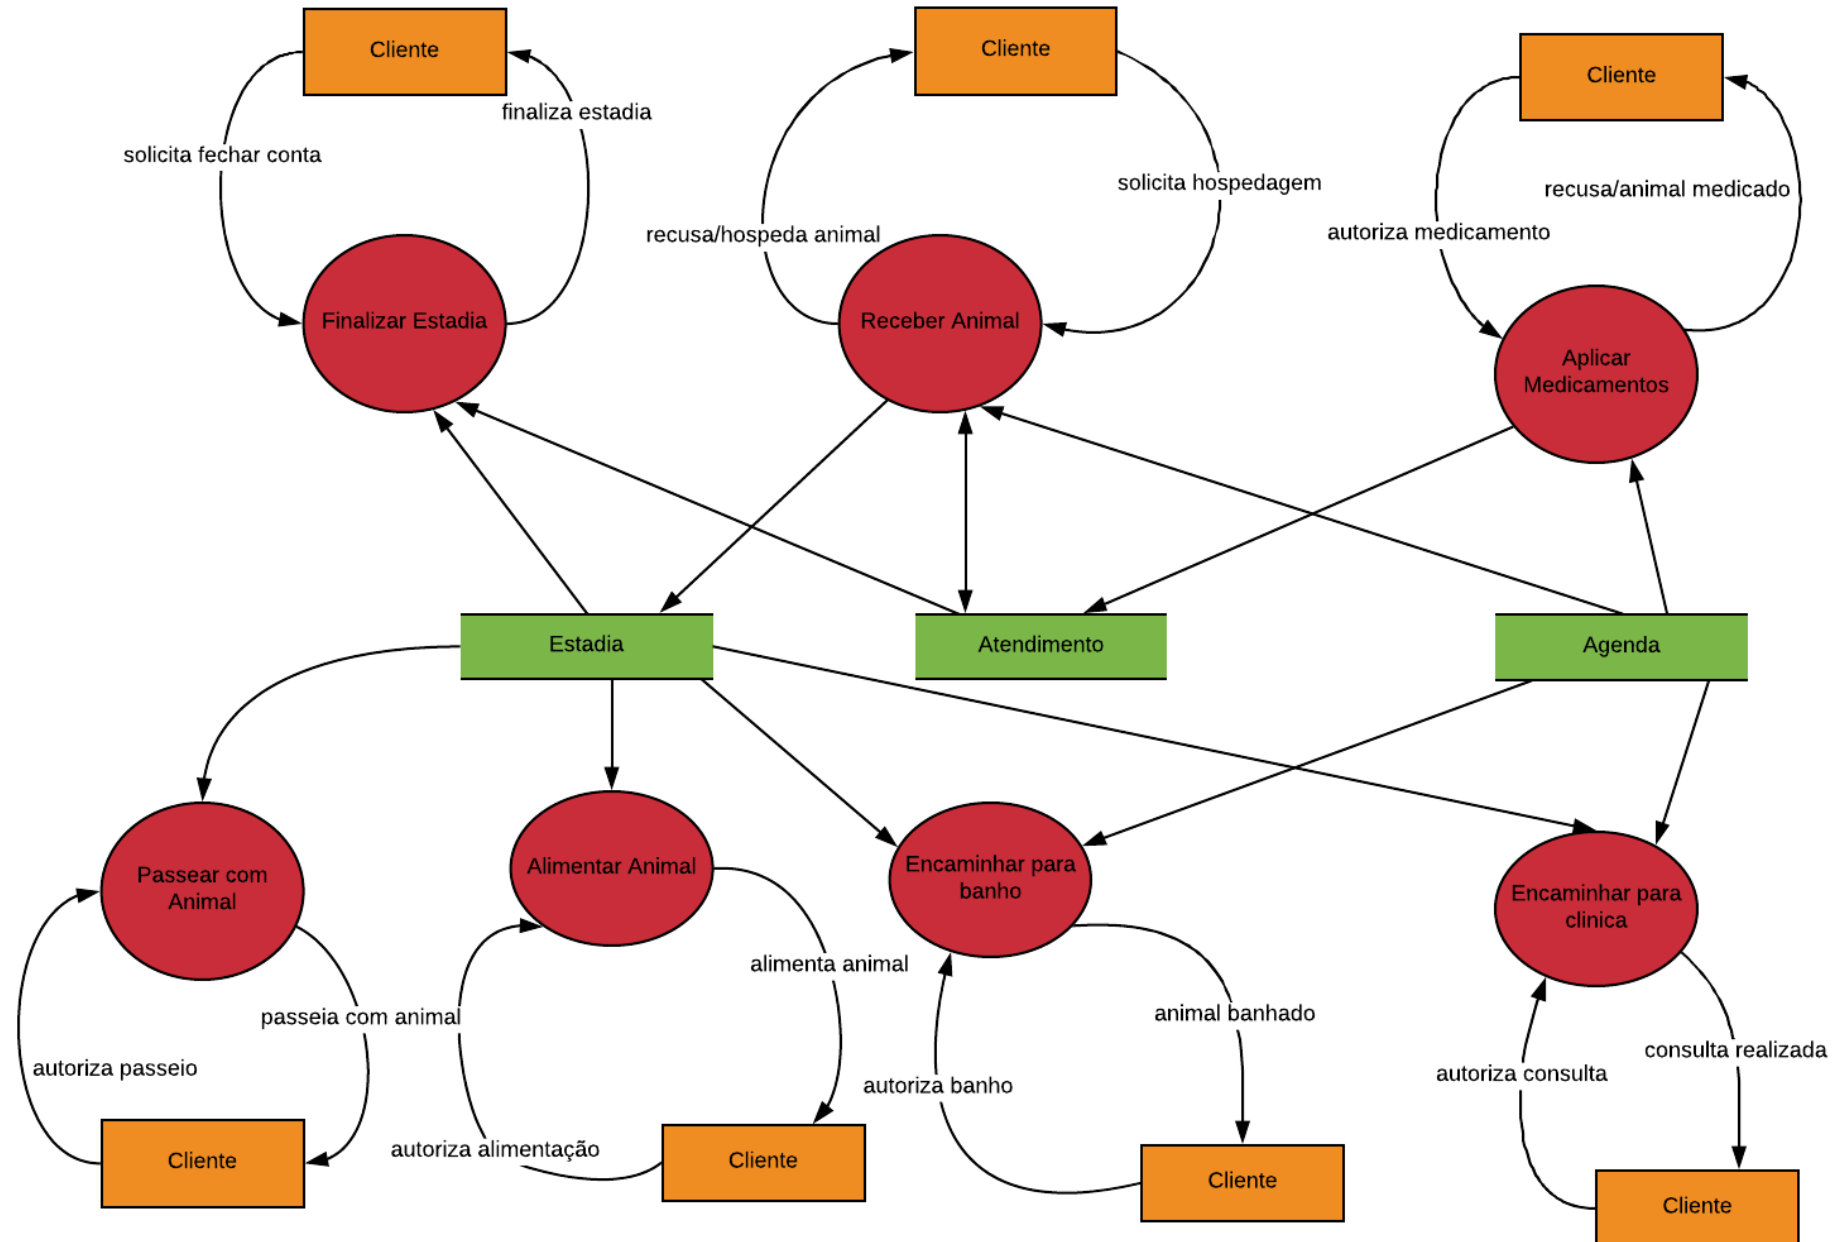 Cliente
Cliente
Cliente
finaliza estadia
solicita fechar conta
solicita hospedagem
recusa/animal medicado
recusa/hospeda animal
autoriza medicamento
Finalizar Estadia
Receber Animal
Aplicar
Medicamentos
Estadia
Atendimento
Agenda
Passear com
Animal
Alimentar Animal
Encaminhar para
banho
Encaminhar para
clinica
alimenta animal
passeia com animal
animal banhado
consulta realizada
autoriza passeio
autoriza banho
autoriza consulta
autoriza alimentação
Cliente
Cliente
Cliente
Cliente